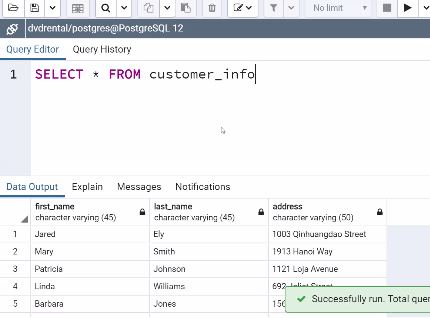 No limit
dvdrental/postgres@PostgreSQL 12
Query Editor Query History
1 SELECT * FROM customer_info
Data Output Explain Messages Notifications
first_name last_name address
character varying (45) character varying (45) character varying (50)
1 Jared Ely 1003 Qinhuangdao Street
2 Mary Smith 1913 Hanoi Way
3 Patricia Johnson 1121 Loja Avenue
4 Linda Williams 692
5 Barbara Jones
Successfully run. Total